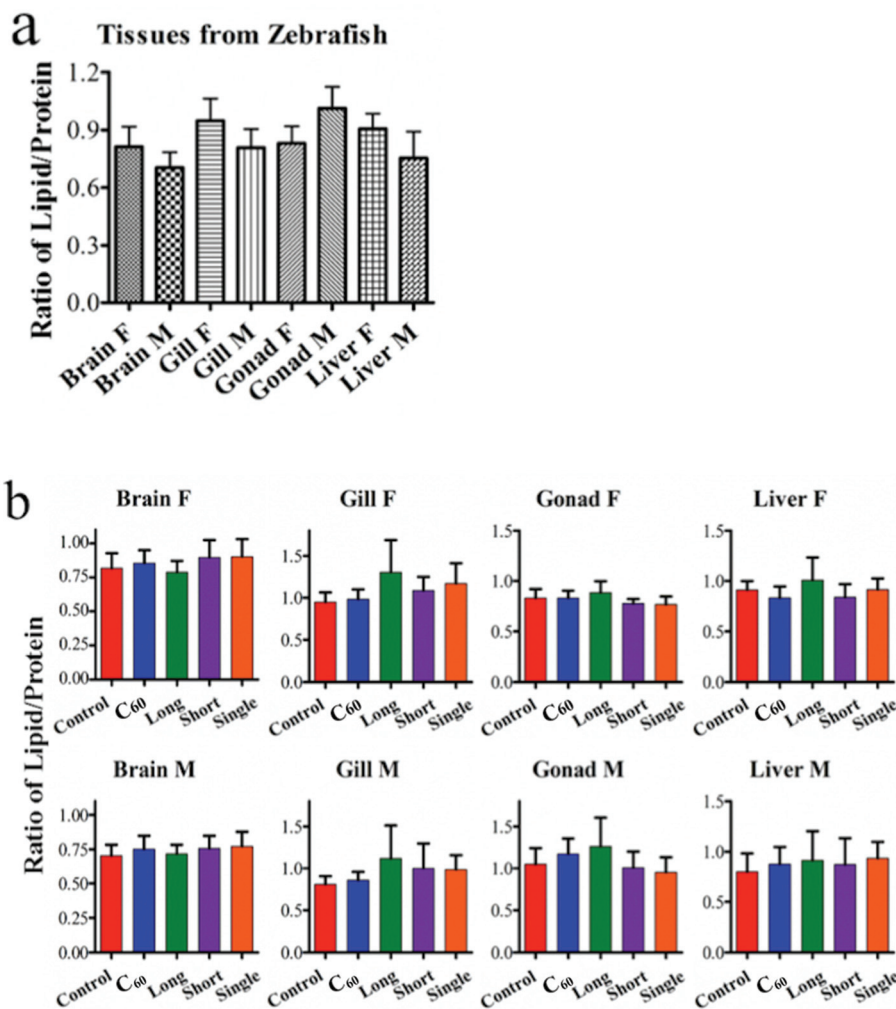 a
Tissues from Zebrafish
Ratio of Lipid/Protein
1.2
0.9
0.6
0.3
0.0
Brain F
Brain M
Gill F
Gill M
Gonad F
Gonad M
Liver F
Liver M
b
Ratio of Lipid/Protein
Brain F
1.00
0.75
0.50
0.25
0.00
Control
C60
Long
Short
Single
Gill F
1.5
1.0
0.5
0.0
Control
C60
Long
Short
Single
Gonad F
1.5
1.0
0.5
0.0
Control
C60
Long
Short
Single
Liver F
1.5
1.0
0.5
0.0
Control
C60
Long
Short
Single
Brain M
1.00
0.75
0.50
0.25
0.00
Control
C60
Long
Short
Single
Gill M
1.5
1.0
0.5
0.0
Control
C60
Long
Short
Single
Gonad M
1.5
1.0
0.5
0.0
Control
C60
Long
Short
Single
Liver M
1.5
1.0
0.5
0.0
Control
C60
Long
Short
Single